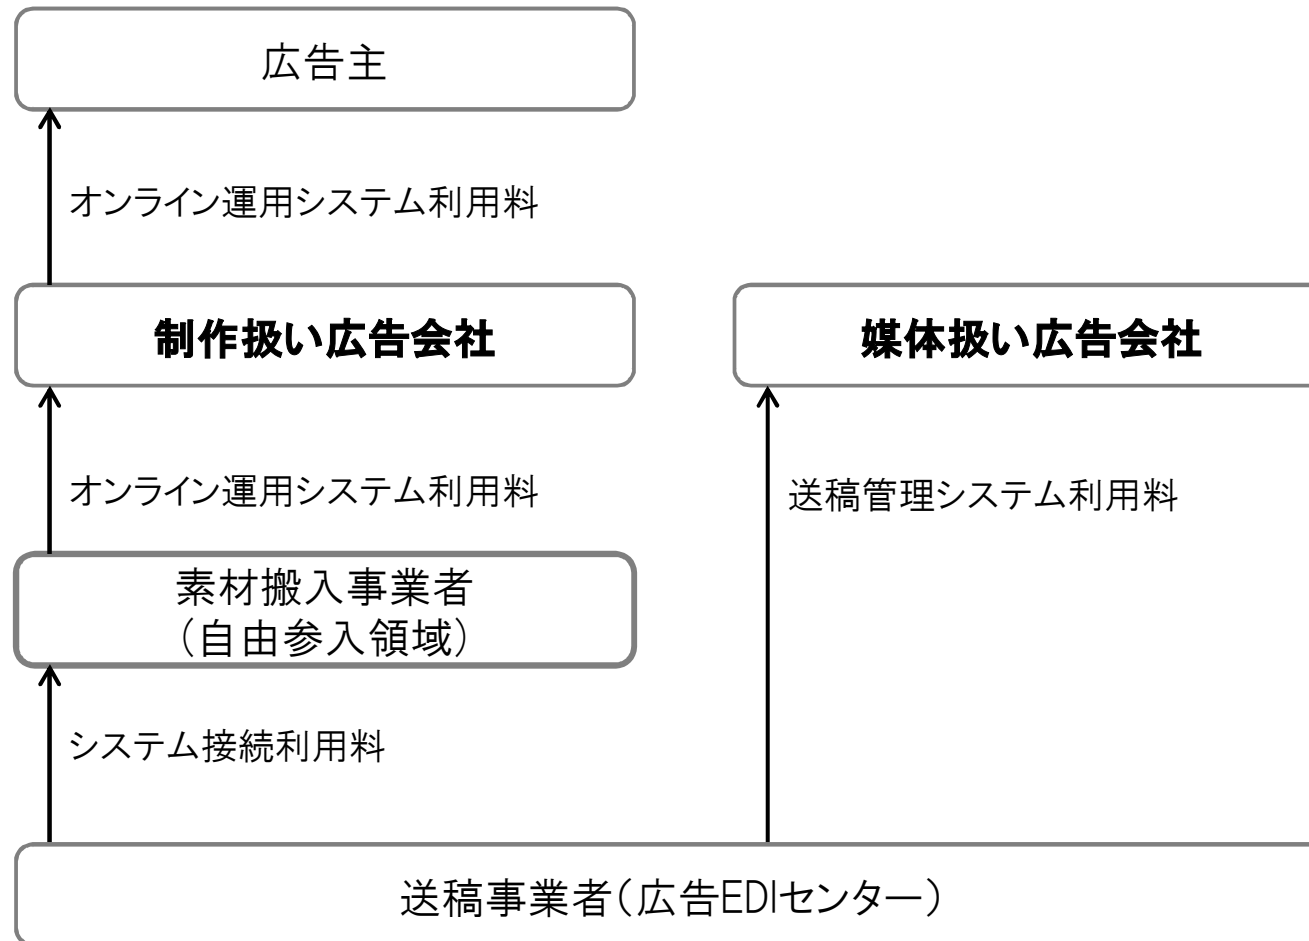 広告主
オンライン運用システム利用料
制作扱い広告会社
媒体扱い広告会社
オンライン運用システム利用料
送稿管理システム利用料
素材搬入事業者
（自由参入領域）
システム接続利用料
送稿事業者（広告EDIセンター）